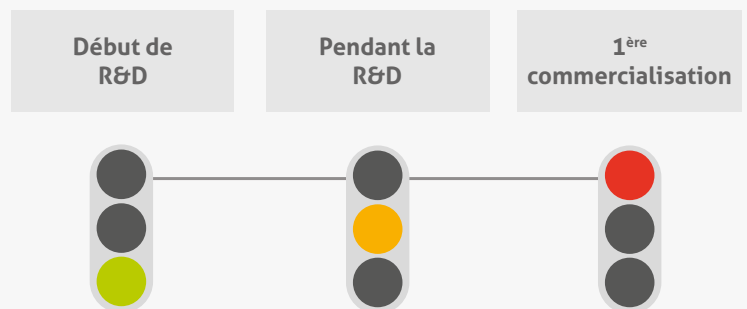 Début de
R&D
Pendant la
R&D
1ère
commercialisation